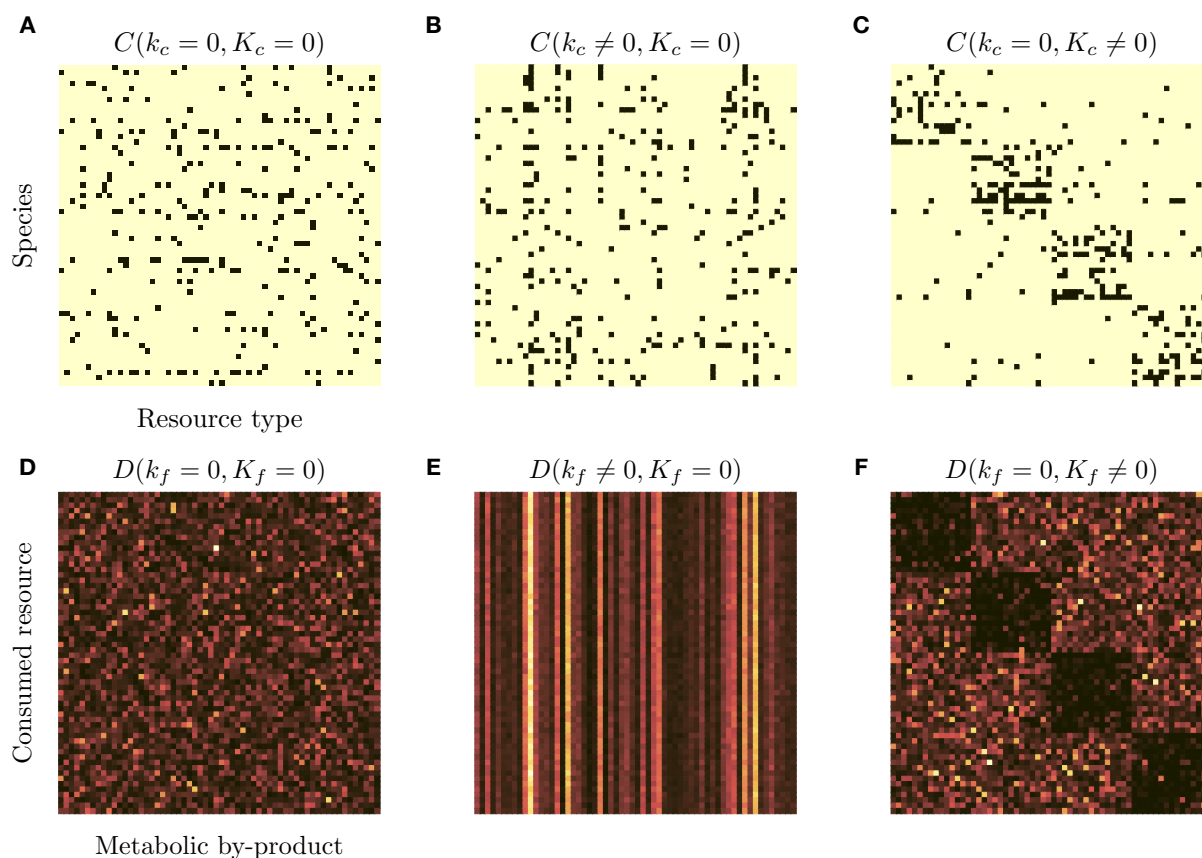 A
B
C
C(k_c = 0, K_c = 0)
C(k_c ≠ 0, K_c = 0)
C(k_c = 0, K_c ≠ 0)
Species
Resource type
D
E
F
D(k_f = 0, K_f = 0)
D(k_f ≠ 0, K_f = 0)
D(k_f = 0, K_f ≠ 0)
Consumed resource
Metabolic by-product